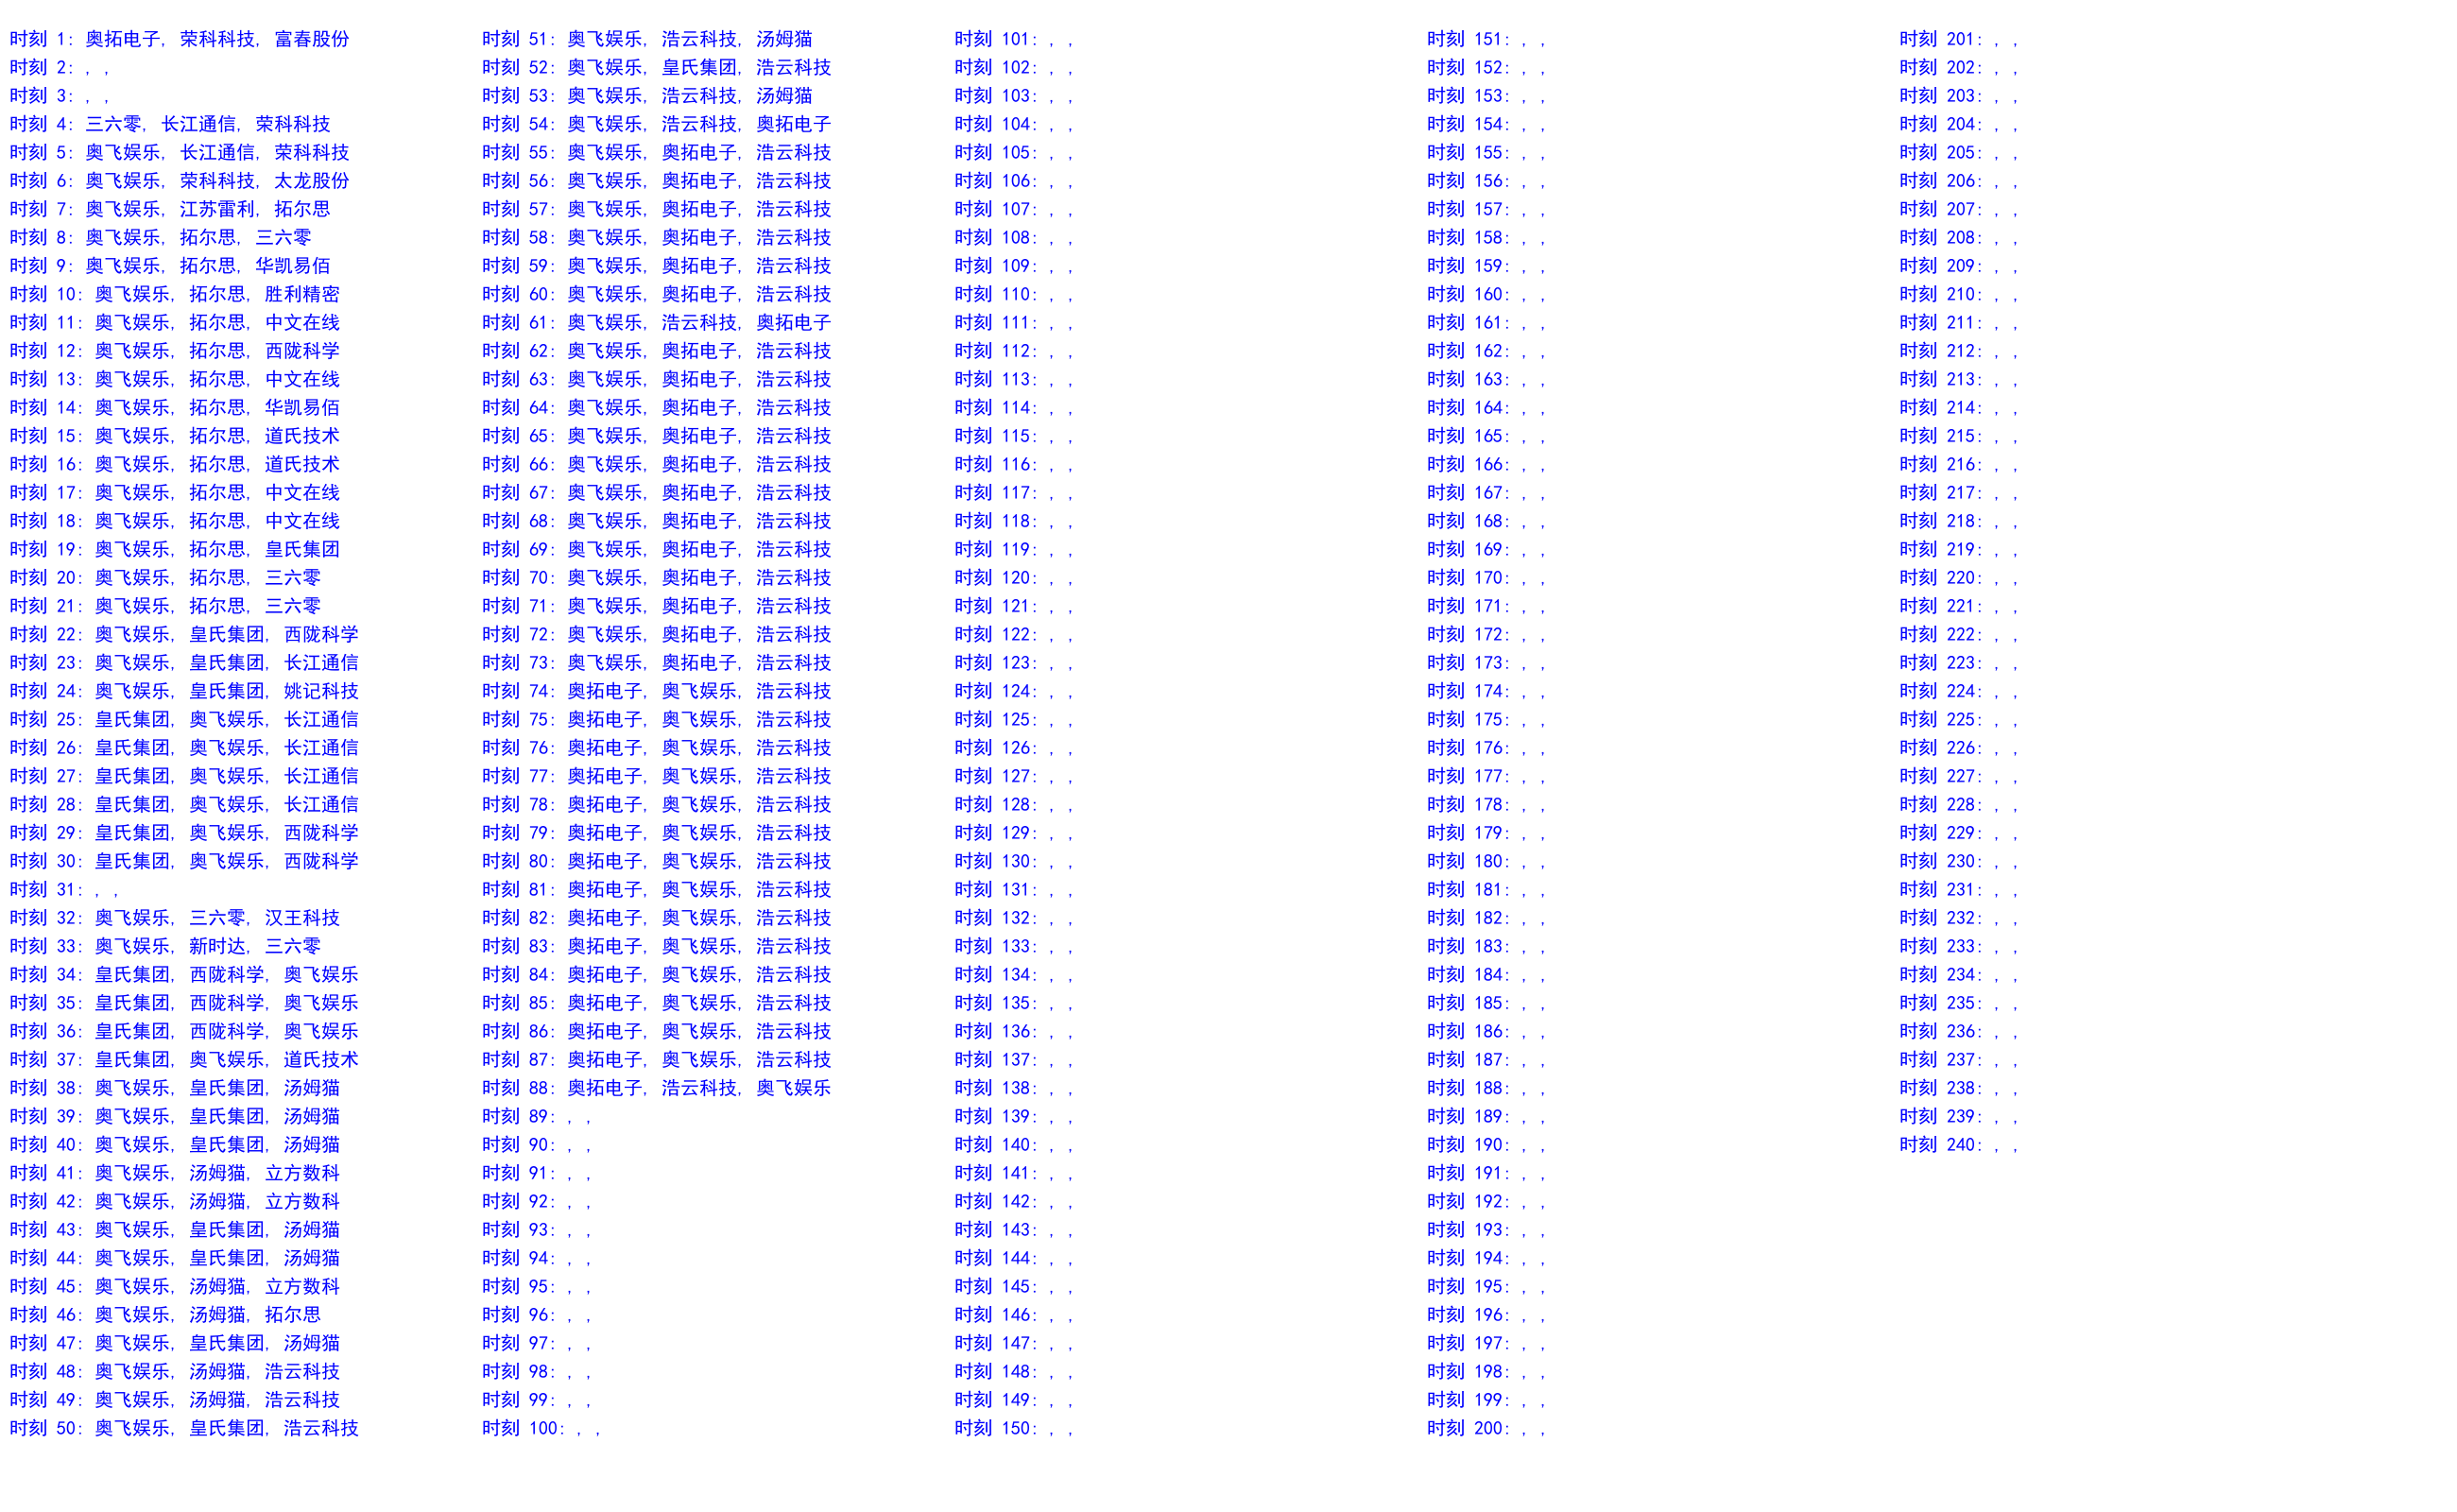 时刻 1: 奥拓电子, 荣科科技, 富春股份
时刻 2: , ,
时刻 3: , ,
时刻 4: 三六零, 长江通信, 荣科科技
时刻 5: 奥飞娱乐, 长江通信, 荣科科技
时刻 6: 奥飞娱乐, 荣科科技, 太龙股份
时刻 7: 奥飞娱乐, 江苏雷利, 拓尔思
时刻 8: 奥飞娱乐, 拓尔思, 三六零
时刻 9: 奥飞娱乐, 拓尔思, 华凯易佰
时刻 10: 奥飞娱乐, 拓尔思, 胜利精密
时刻 11: 奥飞娱乐, 拓尔思, 中文在线
时刻 12: 奥飞娱乐, 拓尔思, 西陇科学
时刻 13: 奥飞娱乐, 拓尔思, 中文在线
时刻 14: 奥飞娱乐, 拓尔思, 华凯易佰
时刻 15: 奥飞娱乐, 拓尔思, 道氏技术
时刻 16: 奥飞娱乐, 拓尔思, 道氏技术
时刻 17: 奥飞娱乐, 拓尔思, 中文在线
时刻 18: 奥飞娱乐, 拓尔思, 中文在线
时刻 19: 奥飞娱乐, 拓尔思, 皇氏集团
时刻 20: 奥飞娱乐, 拓尔思, 三六零
时刻 21: 奥飞娱乐, 拓尔思, 三六零
时刻 22: 奥飞娱乐, 皇氏集团, 西陇科学
时刻 23: 奥飞娱乐, 皇氏集团, 长江通信
时刻 24: 奥飞娱乐, 皇氏集团, 姚记科技
时刻 25: 皇氏集团, 奥飞娱乐, 长江通信
时刻 26: 皇氏集团, 奥飞娱乐, 长江通信
时刻 27: 皇氏集团, 奥飞娱乐, 长江通信
时刻 28: 皇氏集团, 奥飞娱乐, 长江通信
时刻 29: 皇氏集团, 奥飞娱乐, 西陇科学
时刻 30: 皇氏集团, 奥飞娱乐, 西陇科学
时刻 31: , ,
时刻 32: 奥飞娱乐, 三六零, 汉王科技
时刻 33: 奥飞娱乐, 新时达, 三六零
时刻 34: 皇氏集团, 西陇科学, 奥飞娱乐
时刻 35: 皇氏集团, 西陇科学, 奥飞娱乐
时刻 36: 皇氏集团, 西陇科学, 奥飞娱乐
时刻 37: 皇氏集团, 奥飞娱乐, 道氏技术
时刻 38: 奥飞娱乐, 皇氏集团, 汤姆猫
时刻 39: 奥飞娱乐, 皇氏集团, 汤姆猫
时刻 40: 奥飞娱乐, 皇氏集团, 汤姆猫
时刻 41: 奥飞娱乐, 汤姆猫, 立方数科
时刻 42: 奥飞娱乐, 汤姆猫, 立方数科
时刻 43: 奥飞娱乐, 皇氏集团, 汤姆猫
时刻 44: 奥飞娱乐, 皇氏集团, 汤姆猫
时刻 45: 奥飞娱乐, 汤姆猫, 立方数科
时刻 46: 奥飞娱乐, 汤姆猫, 拓尔思
时刻 47: 奥飞娱乐, 皇氏集团, 汤姆猫
时刻 48: 奥飞娱乐, 汤姆猫, 浩云科技
时刻 49: 奥飞娱乐, 汤姆猫, 浩云科技
时刻 50: 奥飞娱乐, 皇氏集团, 浩云科技
时刻 51: 奥飞娱乐, 浩云科技, 汤姆猫
时刻 52: 奥飞娱乐, 皇氏集团, 浩云科技
时刻 53: 奥飞娱乐, 浩云科技, 汤姆猫
时刻 54: 奥飞娱乐, 浩云科技, 奥拓电子
时刻 55: 奥飞娱乐, 奥拓电子, 浩云科技
时刻 56: 奥飞娱乐, 奥拓电子, 浩云科技
时刻 57: 奥飞娱乐, 奥拓电子, 浩云科技
时刻 58: 奥飞娱乐, 奥拓电子, 浩云科技
时刻 59: 奥飞娱乐, 奥拓电子, 浩云科技
时刻 60: 奥飞娱乐, 奥拓电子, 浩云科技
时刻 61: 奥飞娱乐, 浩云科技, 奥拓电子
时刻 62: 奥飞娱乐, 奥拓电子, 浩云科技
时刻 63: 奥飞娱乐, 奥拓电子, 浩云科技
时刻 64: 奥飞娱乐, 奥拓电子, 浩云科技
时刻 65: 奥飞娱乐, 奥拓电子, 浩云科技
时刻 66: 奥飞娱乐, 奥拓电子, 浩云科技
时刻 67: 奥飞娱乐, 奥拓电子, 浩云科技
时刻 68: 奥飞娱乐, 奥拓电子, 浩云科技
时刻 69: 奥飞娱乐, 奥拓电子, 浩云科技
时刻 70: 奥飞娱乐, 奥拓电子, 浩云科技
时刻 71: 奥飞娱乐, 奥拓电子, 浩云科技
时刻 72: 奥飞娱乐, 奥拓电子, 浩云科技
时刻 73: 奥飞娱乐, 奥拓电子, 浩云科技
时刻 74: 奥拓电子, 奥飞娱乐, 浩云科技
时刻 75: 奥拓电子, 奥飞娱乐, 浩云科技
时刻 76: 奥拓电子, 奥飞娱乐, 浩云科技
时刻 77: 奥拓电子, 奥飞娱乐, 浩云科技
时刻 78: 奥拓电子, 奥飞娱乐, 浩云科技
时刻 79: 奥拓电子, 奥飞娱乐, 浩云科技
时刻 80: 奥拓电子, 奥飞娱乐, 浩云科技
时刻 81: 奥拓电子, 奥飞娱乐, 浩云科技
时刻 82: 奥拓电子, 奥飞娱乐, 浩云科技
时刻 83: 奥拓电子, 奥飞娱乐, 浩云科技
时刻 84: 奥拓电子, 奥飞娱乐, 浩云科技
时刻 85: 奥拓电子, 奥飞娱乐, 浩云科技
时刻 86: 奥拓电子, 奥飞娱乐, 浩云科技
时刻 87: 奥拓电子, 奥飞娱乐, 浩云科技
时刻 88: 奥拓电子, 浩云科技, 奥飞娱乐
时刻 89: , ,
时刻 90: , ,
时刻 91: , ,
时刻 92: , ,
时刻 93: , ,
时刻 94: , ,
时刻 95: , ,
时刻 96: , ,
时刻 97: , ,
时刻 98: , ,
时刻 99: , ,
时刻 100: , ,
时刻 101: , ,
时刻 102: , ,
时刻 103: , ,
时刻 104: , ,
时刻 105: , ,
时刻 106: , ,
时刻 107: , ,
时刻 108: , ,
时刻 109: , ,
时刻 110: , ,
时刻 111: , ,
时刻 112: , ,
时刻 113: , ,
时刻 114: , ,
时刻 115: , ,
时刻 116: , ,
时刻 117: , ,
时刻 118: , ,
时刻 119: , ,
时刻 120: , ,
时刻 121: , ,
时刻 122: , ,
时刻 123: , ,
时刻 124: , ,
时刻 125: , ,
时刻 126: , ,
时刻 127: , ,
时刻 128: , ,
时刻 129: , ,
时刻 130: , ,
时刻 131: , ,
时刻 132: , ,
时刻 133: , ,
时刻 134: , ,
时刻 135: , ,
时刻 136: , ,
时刻 137: , ,
时刻 138: , ,
时刻 139: , ,
时刻 140: , ,
时刻 141: , ,
时刻 142: , ,
时刻 143: , ,
时刻 144: , ,
时刻 145: , ,
时刻 146: , ,
时刻 147: , ,
时刻 148: , ,
时刻 149: , ,
时刻 150: , ,
时刻 151: , ,
时刻 152: , ,
时刻 153: , ,
时刻 154: , ,
时刻 155: , ,
时刻 156: , ,
时刻 157: , ,
时刻 158: , ,
时刻 159: , ,
时刻 160: , ,
时刻 161: , ,
时刻 162: , ,
时刻 163: , ,
时刻 164: , ,
时刻 165: , ,
时刻 166: , ,
时刻 167: , ,
时刻 168: , ,
时刻 169: , ,
时刻 170: , ,
时刻 171: , ,
时刻 172: , ,
时刻 173: , ,
时刻 174: , ,
时刻 175: , ,
时刻 176: , ,
时刻 177: , ,
时刻 178: , ,
时刻 179: , ,
时刻 180: , ,
时刻 181: , ,
时刻 182: , ,
时刻 183: , ,
时刻 184: , ,
时刻 185: , ,
时刻 186: , ,
时刻 187: , ,
时刻 188: , ,
时刻 189: , ,
时刻 190: , ,
时刻 191: , ,
时刻 192: , ,
时刻 193: , ,
时刻 194: , ,
时刻 195: , ,
时刻 196: , ,
时刻 197: , ,
时刻 198: , ,
时刻 199: , ,
时刻 200: , ,
时刻 201: , ,
时刻 202: , ,
时刻 203: , ,
时刻 204: , ,
时刻 205: , ,
时刻 206: , ,
时刻 207: , ,
时刻 208: , ,
时刻 209: , ,
时刻 210: , ,
时刻 211: , ,
时刻 212: , ,
时刻 213: , ,
时刻 214: , ,
时刻 215: , ,
时刻 216: , ,
时刻 217: , ,
时刻 218: , ,
时刻 219: , ,
时刻 220: , ,
时刻 221: , ,
时刻 222: , ,
时刻 223: , ,
时刻 224: , ,
时刻 225: , ,
时刻 226: , ,
时刻 227: , ,
时刻 228: , ,
时刻 229: , ,
时刻 230: , ,
时刻 231: , ,
时刻 232: , ,
时刻 233: , ,
时刻 234: , ,
时刻 235: , ,
时刻 236: , ,
时刻 237: , ,
时刻 238: , ,
时刻 239: , ,
时刻 240: , ,